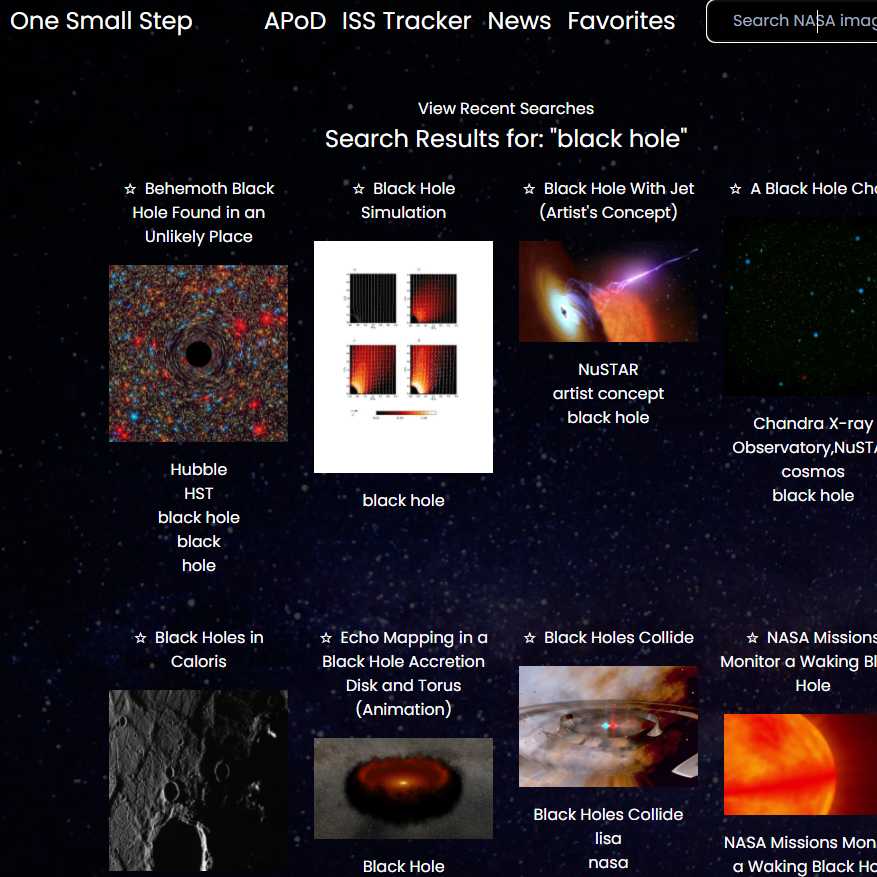 One Small Step APoD ISS Tracker News Favorites Search NASA imag
View Recent Searches
Search Results for: "black hole"
☆ Behemoth Black
Hole Found in an
Unlikely Place
Hubble
HST
black hole
black
hole
☆ Black Hole
Simulation
black hole
☆ Black Hole With Jet
(Artist's Concept)
NuSTAR
artist concept
black hole
☆ A Black Hole Cha
Chandra X-ray
Observatory,NuSTA
cosmos
black hole
☆ Black Holes in
Caloris
☆ Echo Mapping in a
Black Hole Accretion
Disk and Torus
(Animation)
Black Hole
☆ Black Holes Collide
Black Holes Collide
lisa
nasa
☆ NASA Missions
Monitor a Waking Bl
Hole
NASA Missions Mon
a Waking Black Ho